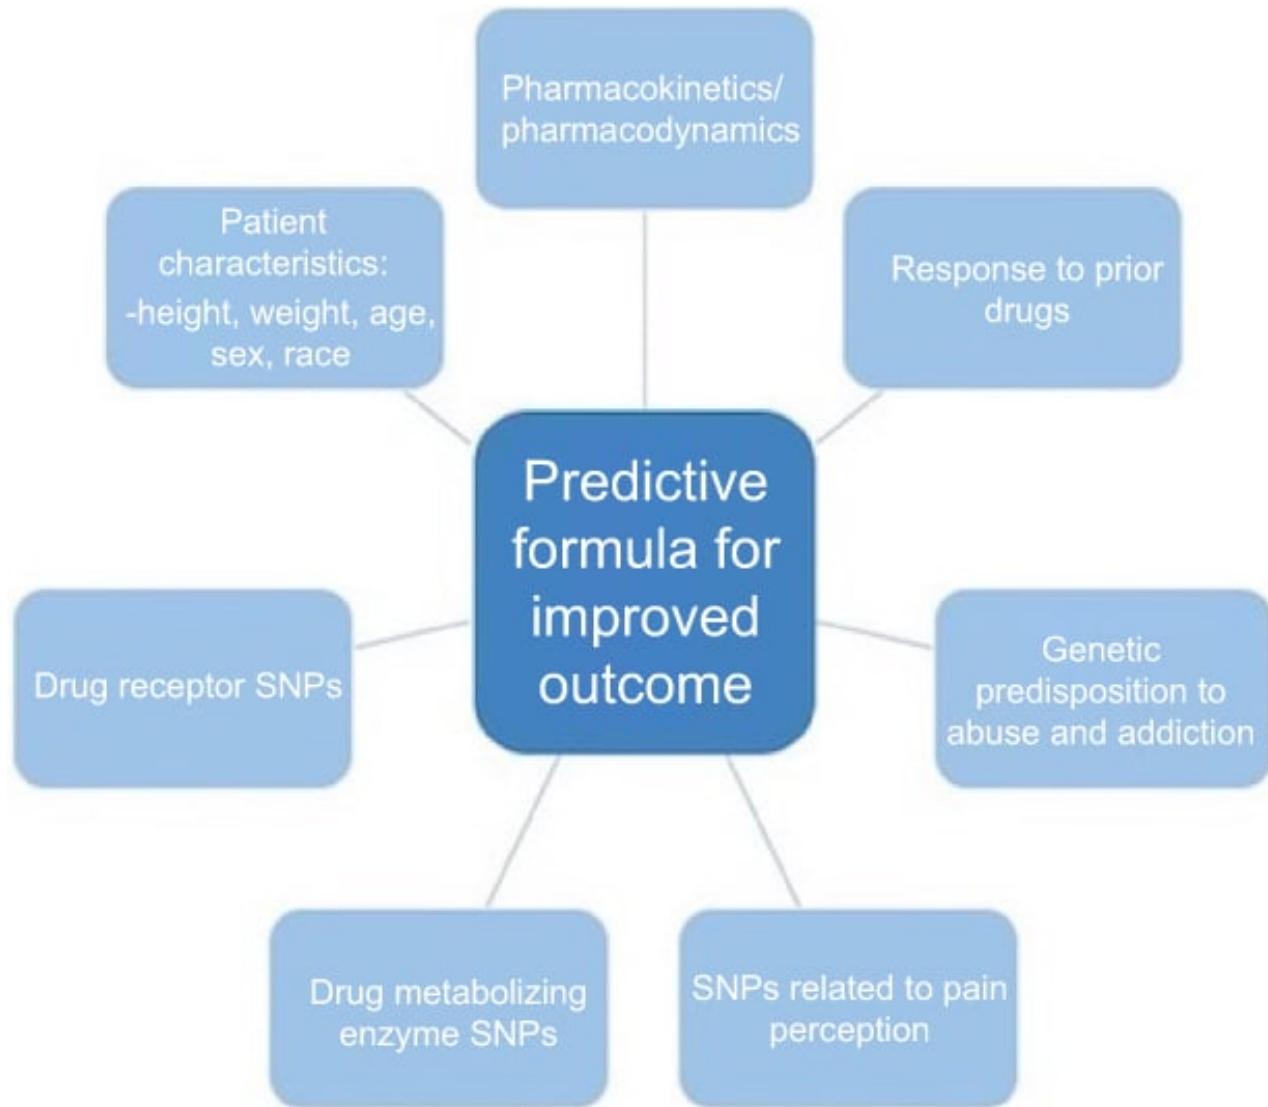 Pharmacokinetics/
pharmacodynamics
Patient
characteristics:
-height, weight, age,
sex, race
Response to prior
drugs
Predictive
formula for
improved
outcome
Drug receptor SNPs
Genetic
predisposition to
abuse and addiction
Drug metabolizing
enzyme SNPs
SNPs related to pain
perception